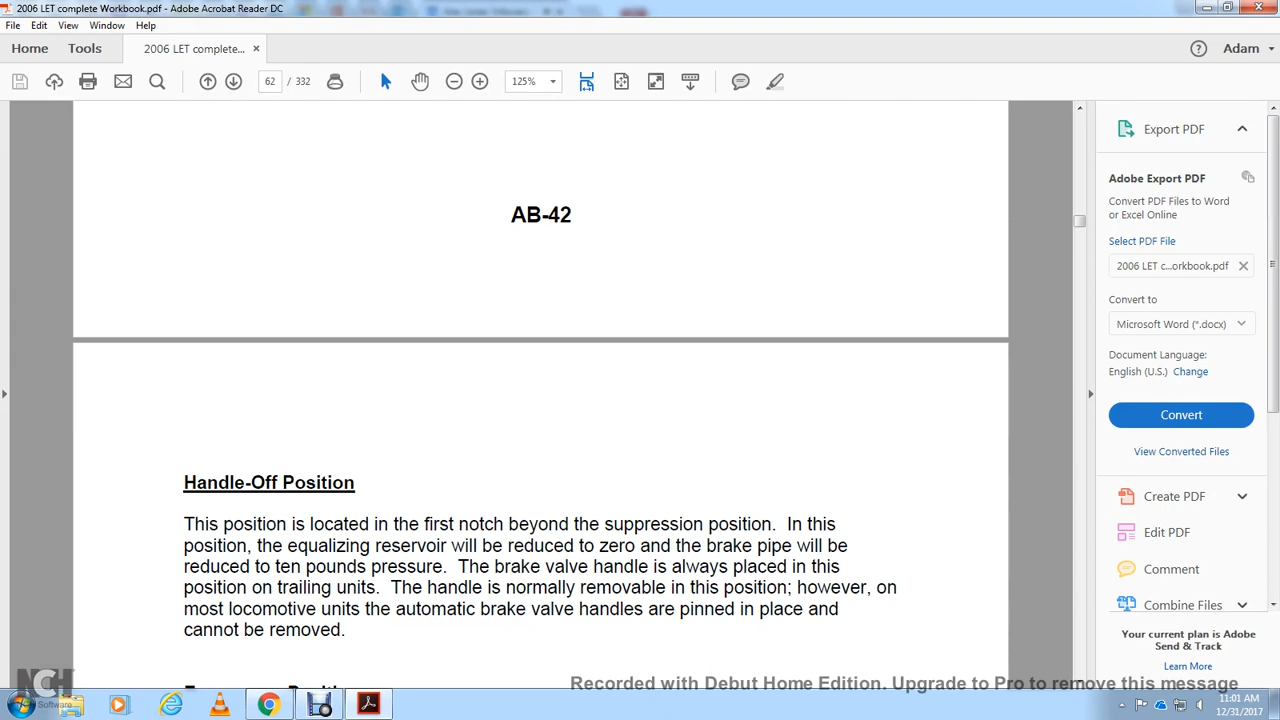 2006 LET complete Workbook.pdf - Adobe Acrobat Reader DC
File Edit View Window Help
Home Tools 2006 LET complete... × Adam
62 / 332 125%
AB-42
Handle-Off Position
This position is located in the first notch beyond the suppression position. In this
position, the equalizing reservoir will be reduced to zero and the brake pipe will be
reduced to ten pounds pressure. The brake valve handle is always placed in this
position on trailing units. The handle is normally removable in this position; however, on
most locomotive units the automatic brake valve handles are pinned in place and
cannot be removed.
Export PDF
Adobe Export PDF
Convert PDF Files to Word
or Excel Online
Select PDF File
2006 LET c...orkbook.pdf
Convert to
Microsoft Word (*.docx)
Document Language:
English (U.S.) Change
Convert
View Converted Files
Create PDF
Edit PDF
Comment
Combine Files
Your current plan is Adobe
Send & Track
Learn More
NCH Software
Recorded with Debut Home Edition. Upgrade to Pro to remove this message
11:01 AM
12/31/2017